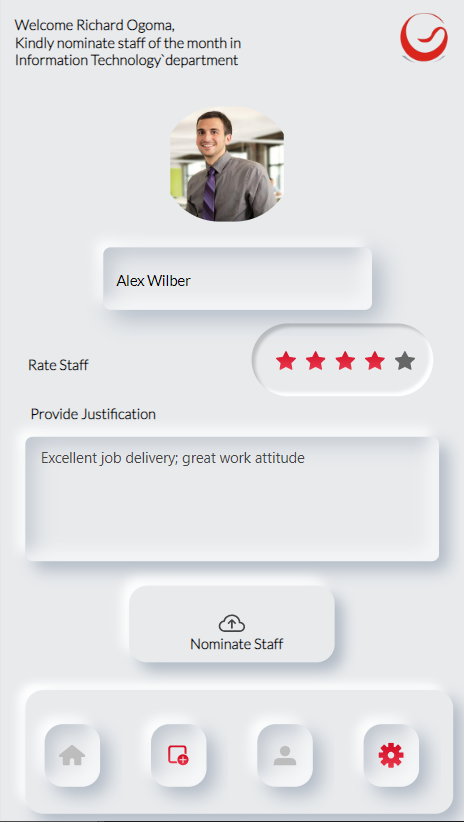 Welcome Richard Ogoma,
Kindly nominate staff of the month in
Information Technology`department
Alex Wilber
Rate Staff
Provide Justification
Excellent job delivery; great work attitude
Nominate Staff